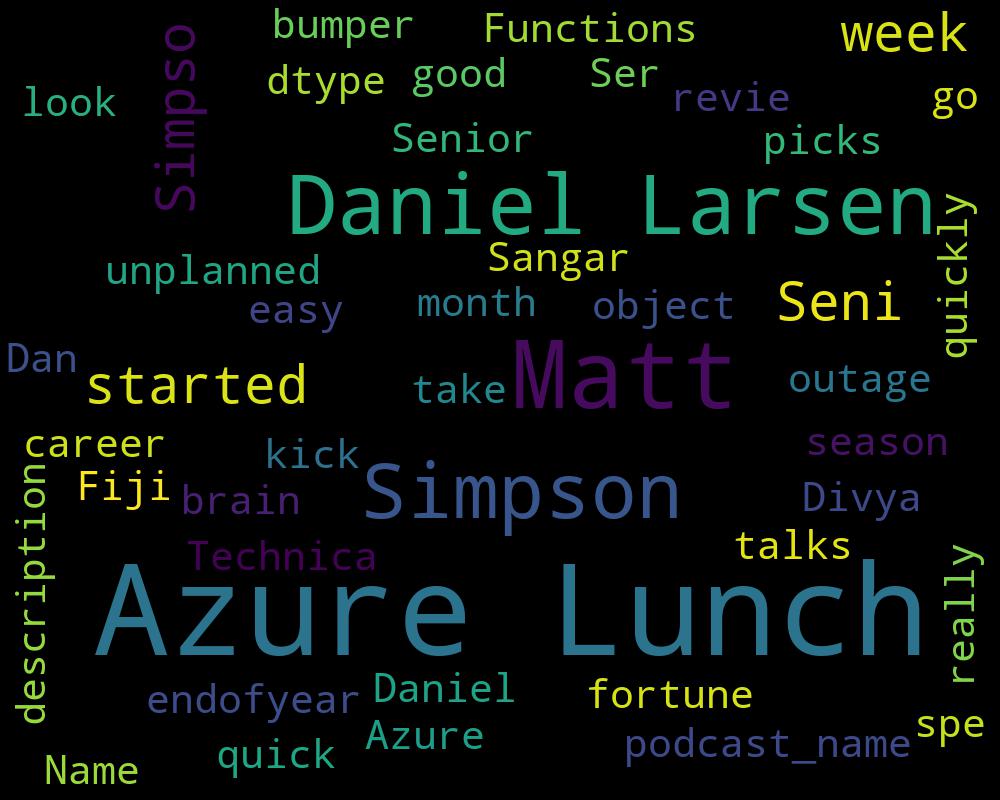 bumper
Functions
week
Simpso
dtype
good
Ser
look
revie
go
Senior
picks
Daniel Larsen
quickly
Sangar
unplanned
easy
month
object
Seni
Dan
started
take
Matt
outage
career
kick
season
Fiji
brain
Simpson
Divya
description
Technica
talks
really
Azure Lunch
endofyear
Daniel
fortune
spe
Azure
quick
podcast_name
Name